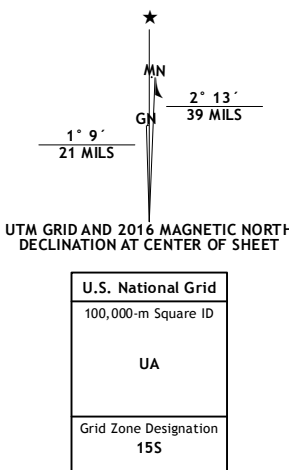 ★
MN
GN
2° 13´
39 MILS
1° 9´
21 MILS
UTM GRID AND 2016 MAGNETIC NORTH
DECLINATION AT CENTER OF SHEET
U.S. National Grid
100,000-m Square ID
UA
Grid Zone Designation
15S